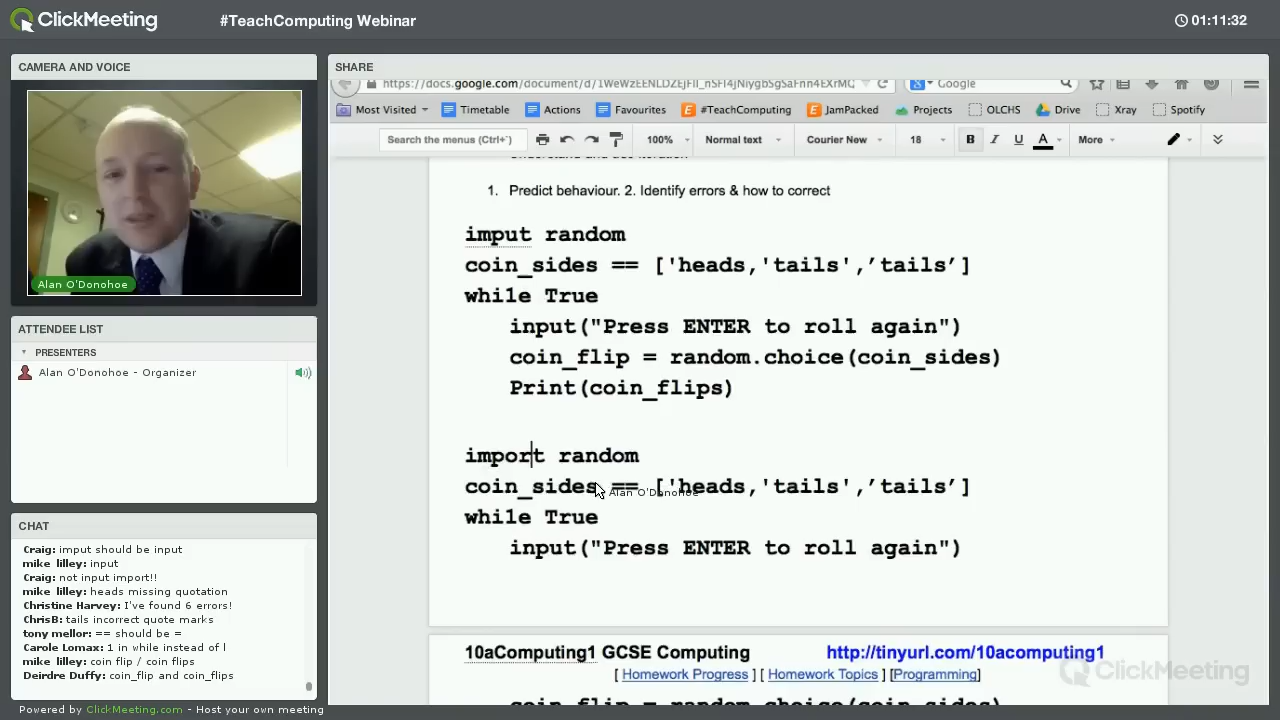 ClickMeeting
#TeachComputing Webinar
01:11:32
CAMERA AND VOICE
Alan O'Donohoe
ATTENDEE LIST
PRESENTERS
Alan O'Donohoe - Organizer
CHAT
Craig: imput should be input
mike lilley: input
Craig: not input import!!
mike lilley: heads missing quotation
Christine Harvey: I've found 6 errors!
ChrisB: tails incorrect quote marks
tony mellor: == should be =
Carole Lomax: 1 in while instead of l
mike lilley: coin flip / coin flips
Deirdre Duffy: coin_flip and coin_flips
SHARE
Google
Most Visited Timetable Actions Favourites #TeachComputing JamPacked Projects OLCHS Drive Xray Spotify
Search the menus (Ctrl+`) 100% Normal text Courier New 18 B I U A More
Understand and use iteration
1. Predict behaviour. 2. Identify errors & how to correct
imput random
coin_sides == ['heads,'tails',’tails’]
whi1e True
input("Press ENTER to roll again")
coin_flip = random.choice(coin_sides)
Print(coin_flips)
import random
coin_sides == ['heads,'tails',’tails’]
Alan O'Donohoe
whi1e True
input("Press ENTER to roll again")
10aComputing1 GCSE Computing http://tinyurl.com/10acomputing1
[ Homework Progress ] [ Homework Topics ] [Programming]
coin_flip = random.choice(coin_sides)
ClickMeeting
Powered by ClickMeeting.com - Host your own meeting